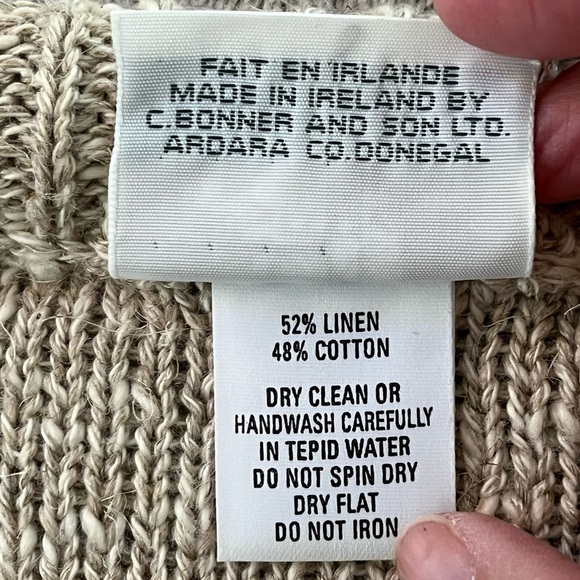 FAIT EN IRLANDE
MADE IN IRELAND BY
C.BONNER AND SON LTD.
ARDARA CO.DONEGAL
52% LINEN
48% COTTON
DRY CLEAN OR
HANDWASH CAREFULLY
IN TEPID WATER
DO NOT SPIN DRY
DRY FLAT
DO NOT IRON